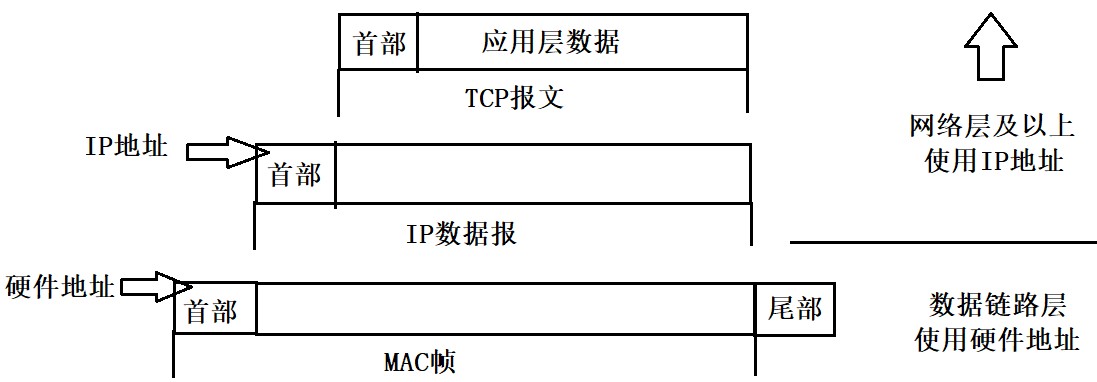 首部
应用层数据
TCP报文
IP地址
首部
IP数据报
网络层及以上
使用IP地址
硬件地址
首部
尾部
MAC帧
数据链路层
使用硬件地址